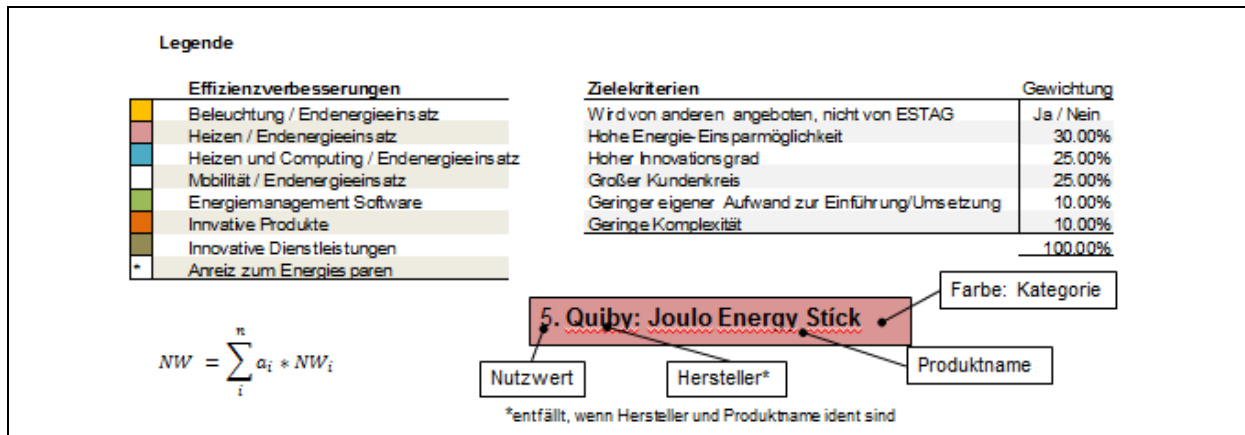 Legende
Effizienzverbesserungen
Beleuchtung / Endenergieeinsatz
Heizen / Endenergieeinsatz
Heizen und Computing / Endenergieeinsatz
Mobilität / Endenergieeinsatz
Energiemanagement Software
Innvative Produkte
Innovative Dienstleistungen
* Anreiz zum Energiesparen
Zielekriterien Gewichtung
Wird von anderen angeboten, nicht von ESTAG Ja / Nein
Hohe Energie-Einsparmöglichkeit 30.00%
Hoher Innovationsgrad 25.00%
Großer Kundenkreis 25.00%
Geringer eigener Aufwand zur Einführung/Umsetzung 10.00%
Geringe Komplexität 10.00%
100.00%
Farbe: Kategorie
5. Quiby: Joulo Energy Stick
Produktname
Nutzwert
Hersteller*
*entfällt, wenn Hersteller und Produktname ident sind
NW = ∑ⁿᵢ aᵢ * NWᵢ